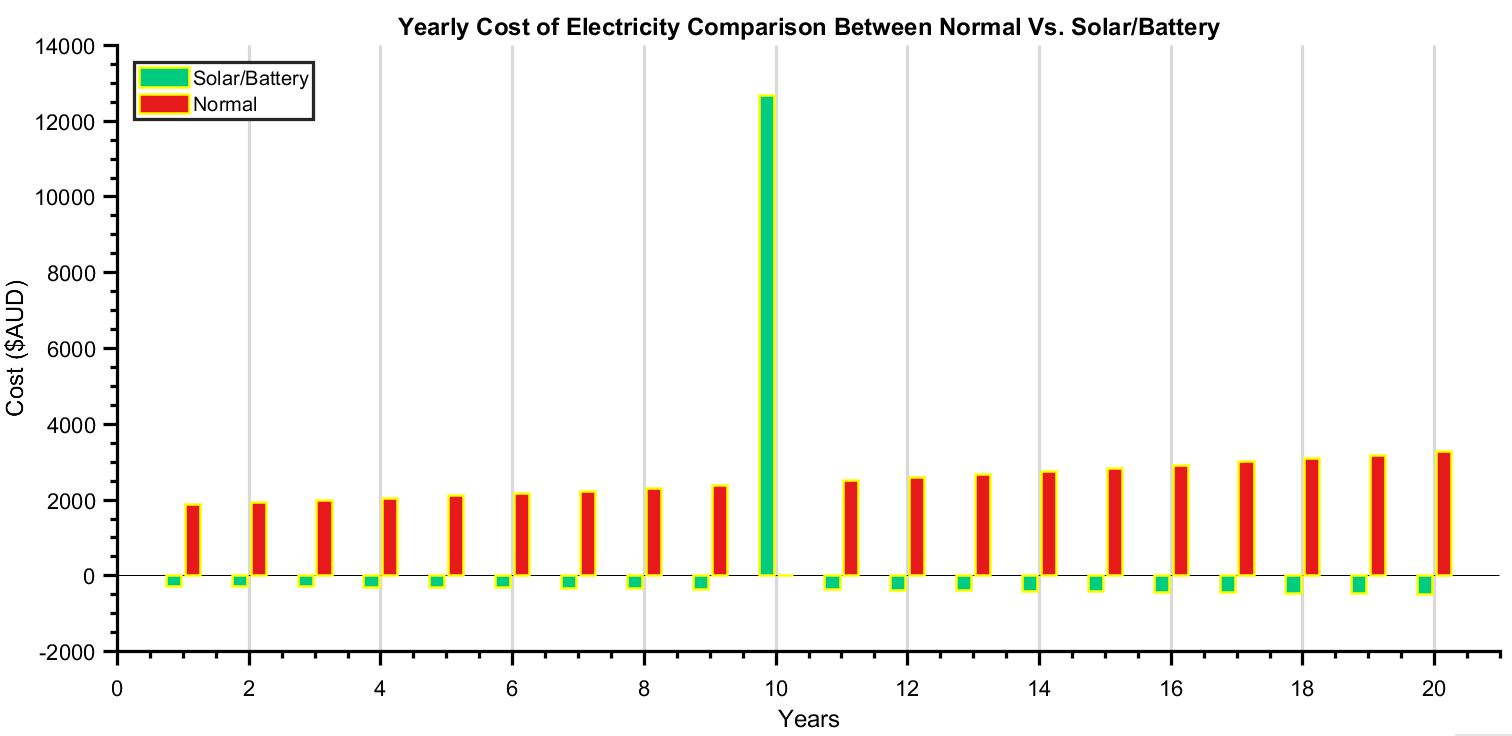 Yearly Cost of Electricity Comparison Between Normal Vs. Solar/Battery
14000
12000
10000
8000
6000
4000
2000
0
-2000
Cost ($AUD)
Solar/Battery
Normal
0 2 4 6 8 10 12 14 16 18 20
Years